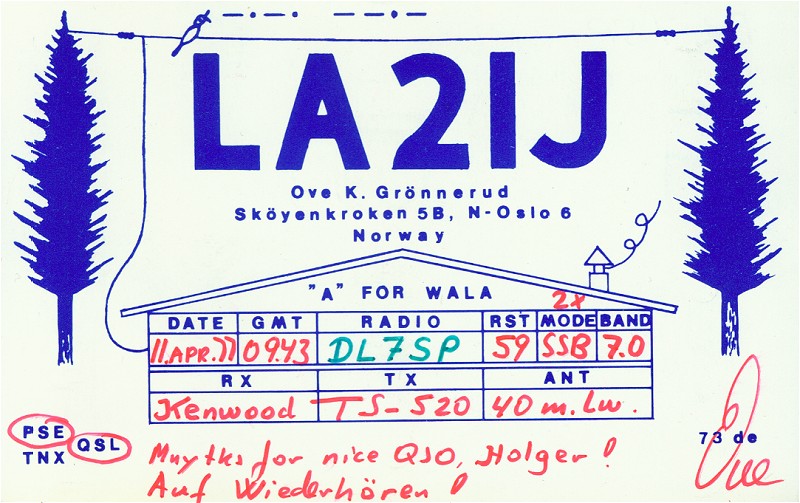 LA2IJ
Ove K. Grönnerud
Sköyenkroken 5B, N-Oslo 6
Norway
"A" FOR WALA
2x
DATE GMT RADIO RST MODE BAND
11.APR.77 0943 DL7SP 59 SSB 7.0
RX TX ANT
Kenwood TS-520 40 m. Lw.
PSE QSL
TNX
Mny tks for nice QSO, Holger!
Auf Wiederhören!
73 de
Ove